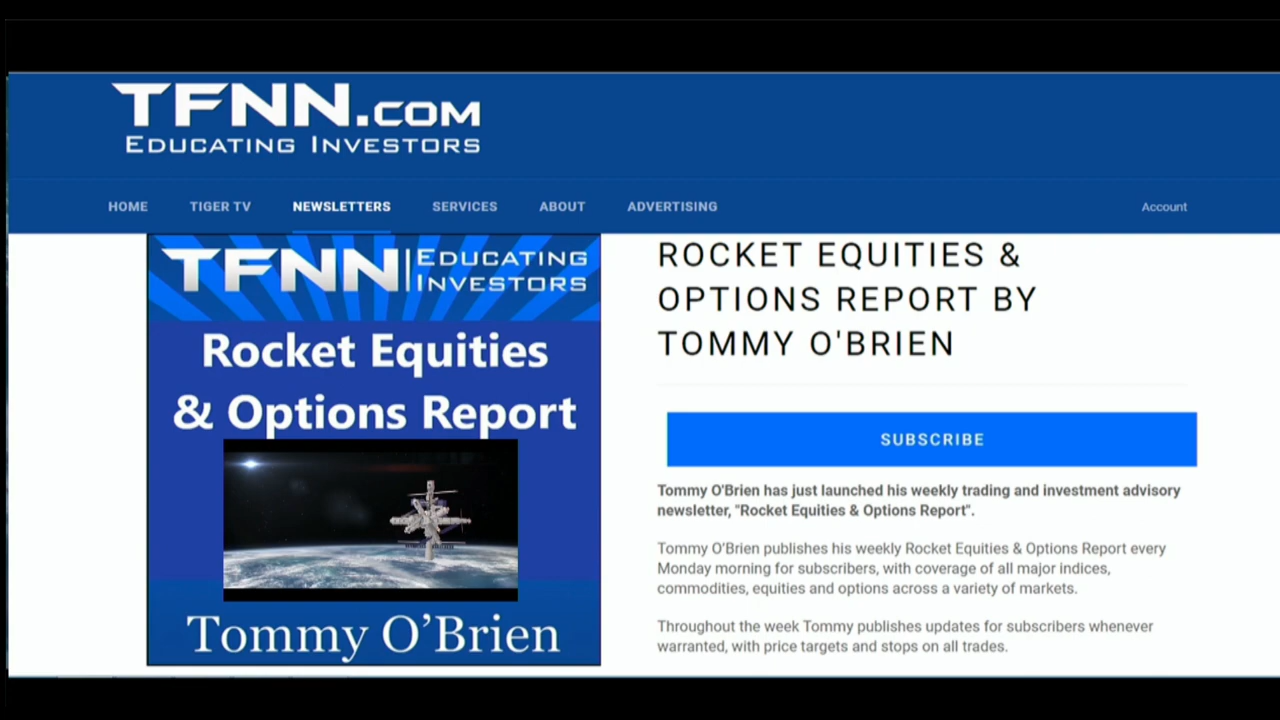 TFNN.COM
EDUCATING INVESTORS
HOME TIGER TV NEWSLETTERS SERVICES ABOUT ADVERTISING Account
TFNN EDUCATING
INVESTORS
Rocket Equities
& Options Report
Tommy O’Brien
ROCKET EQUITIES &
OPTIONS REPORT BY
TOMMY O'BRIEN
SUBSCRIBE
Tommy O'Brien has just launched his weekly trading and investment advisory
newsletter, "Rocket Equities & Options Report".
Tommy O’Brien publishes his weekly Rocket Equities & Options Report every
Monday morning for subscribers, with coverage of all major indices,
commodities, equities and options across a variety of markets.
Throughout the week Tommy publishes updates for subscribers whenever
warranted, with price targets and stops on all trades.